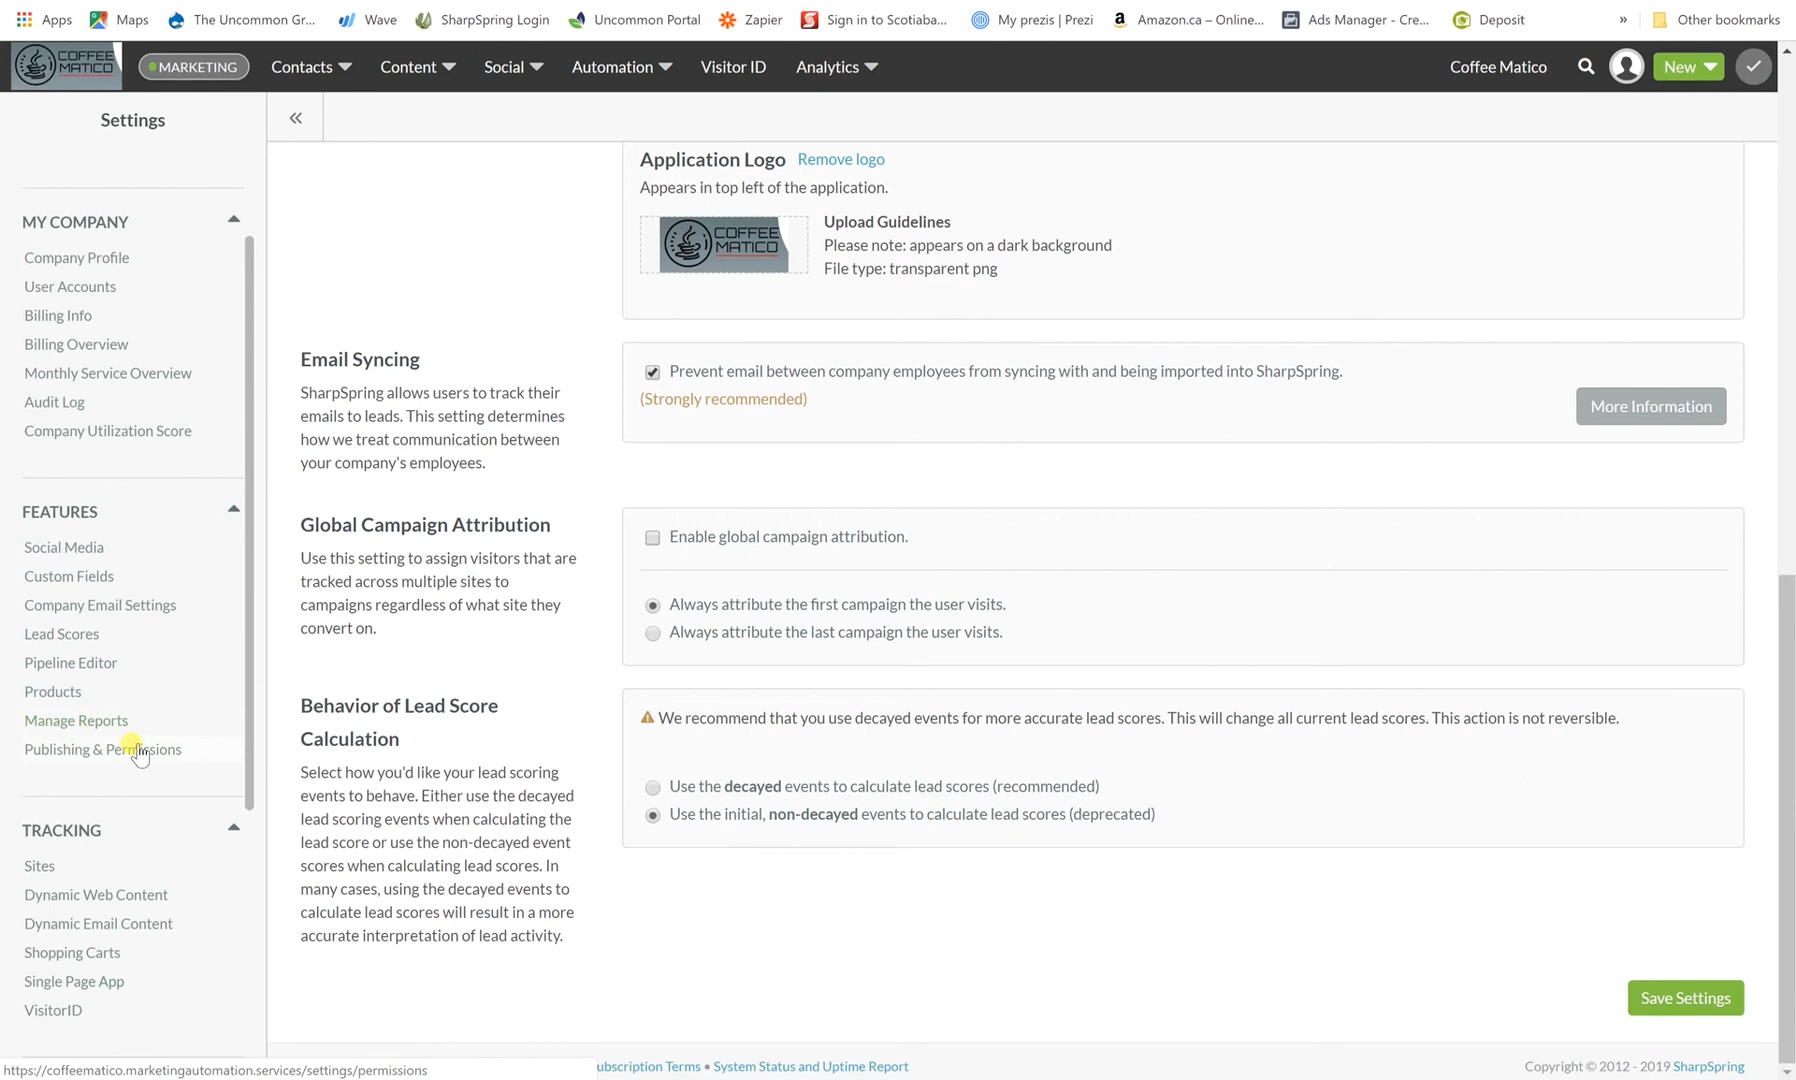 Apps Maps The Uncommon Gr... Wave SharpSpring Login Uncommon Portal Zapier Sign in to Scotiaba... My prezis | Prezi Amazon.ca – Online... Ads Manager - Cre... Deposit » Other bookmarks
COFFEE MATICO MARKETING Contacts Content Social Automation Visitor ID Analytics Coffee Matico New
Settings
«
MY COMPANY
Company Profile
User Accounts
Billing Info
Billing Overview
Monthly Service Overview
Audit Log
Company Utilization Score
FEATURES
Social Media
Custom Fields
Company Email Settings
Lead Scores
Pipeline Editor
Products
Manage Reports
Publishing & Permissions
TRACKING
Sites
Dynamic Web Content
Dynamic Email Content
Shopping Carts
Single Page App
VisitorID
Application Logo Remove logo
Appears in top left of the application.
COFFEE
MATICO
Upload Guidelines
Please note: appears on a dark background
File type: transparent png
Email Syncing
SharpSpring allows users to track their
emails to leads. This setting determines
how we treat communication between
your company's employees.
Prevent email between company employees from syncing with and being imported into SharpSpring.
(Strongly recommended)
More Information
Global Campaign Attribution
Use this setting to assign visitors that are
tracked across multiple sites to
campaigns regardless of what site they
convert on.
Enable global campaign attribution.
Always attribute the first campaign the user visits.
Always attribute the last campaign the user visits.
Behavior of Lead Score
Calculation
Select how you'd like your lead scoring
events to behave. Either use the decayed
lead scoring events when calculating the
lead score or use the non-decayed event
scores when calculating lead scores. In
many cases, using the decayed events to
calculate lead scores will result in a more
accurate interpretation of lead activity.
We recommend that you use decayed events for more accurate lead scores. This will change all current lead scores. This action is not reversible.
Use the decayed events to calculate lead scores (recommended)
Use the initial, non-decayed events to calculate lead scores (deprecated)
Save Settings
https://coffeematico.marketingautomation.services/settings/permissions
ubscription Terms • System Status and Uptime Report
Copyright © 2012 - 2019 SharpSpring